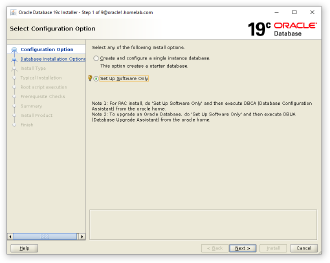 Oracle Database 19c Installer - Step 1 of 9@oracle1.homelab.com
Select Configuration Option
19c ORACLE
Database
Configuration Option
Database Installation Options
Install Type
Typical Installation
Root script execution
Prerequisite Checks
Summary
Install Product
Finish
Select any of the following install options.
Create and configure a single instance database.
This option creates a starter database.
Set Up Software Only
Note 1: For RAC install, do 'Set Up Software Only' and then execute DBCA (Database Configuration
Assistant) from the oracle home.
Note 2: To upgrade an Oracle Database, do 'Set Up Software Only' and then execute DBUA
(Database Upgrade Assistant) from the oracle home.
Help
< Back
Next >
Install
Cancel